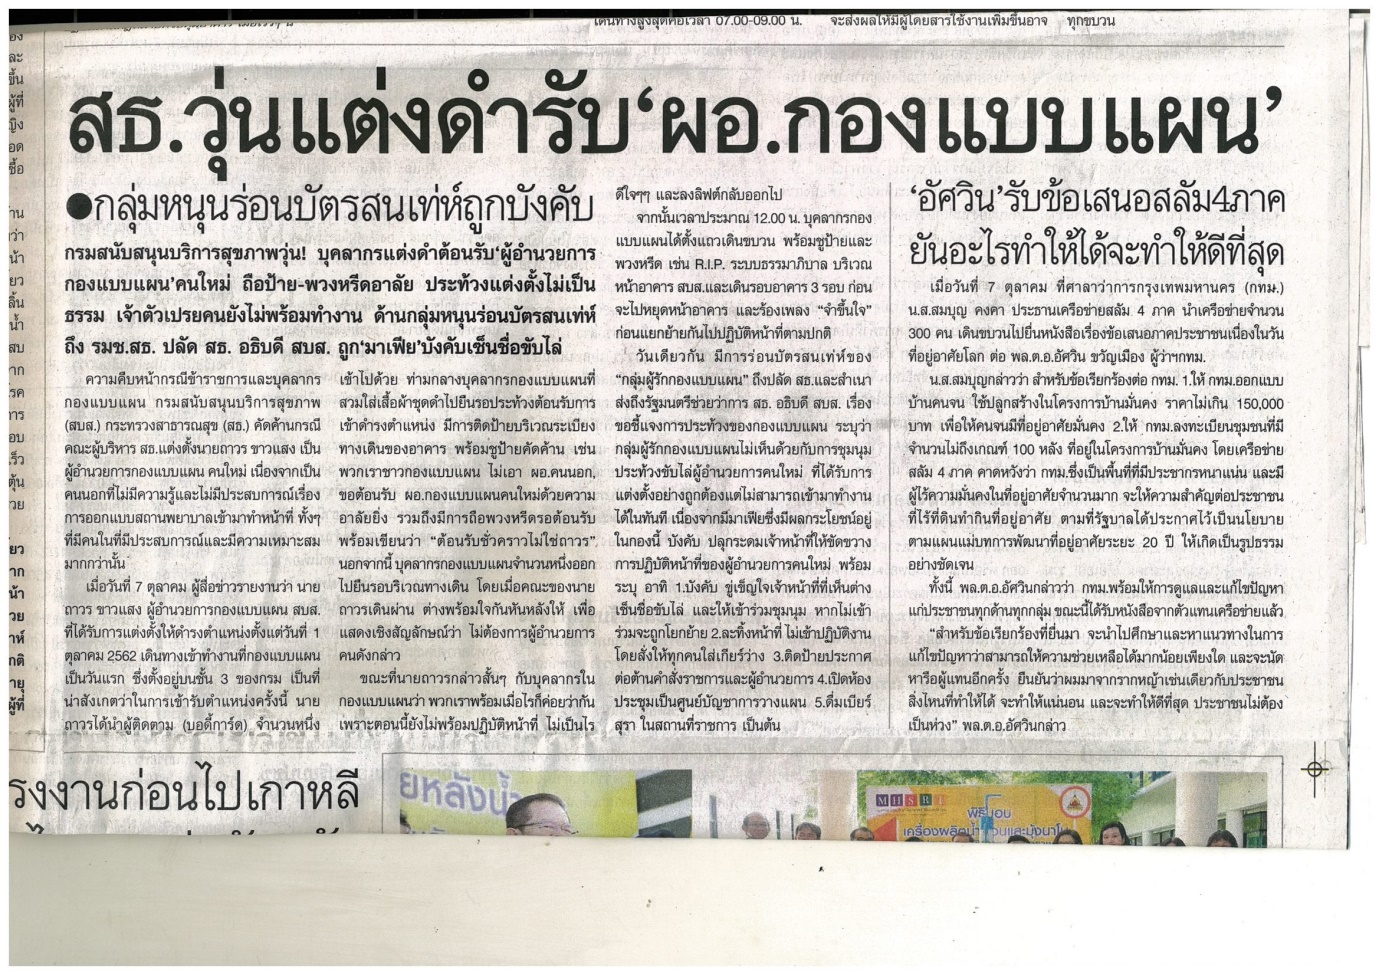 เดินทางสูงสุดคือเวลา 07.00-09.00 น. จะส่งผลให้มีผู้โดยสารใช้งานเพิ่มขึ้นอาจ ทุกขบวน
สธ.วุ่นแต่งดำรับ‘ผอ.กองแบบแผน’
●กลุ่มหนุนร่อนบัตรสนเท่ห์ถูกบังคับ
กรมสนับสนุนบริการสุขภาพวุ่น! บุคลากรแต่งดำต้อนรับ‘ผู้อำนวยการ
กองแบบแผน’คนใหม่ ถือป้าย-พวงหรีดอาลัย ประท้วงแต่งตั้งไม่เป็น
ธรรม เจ้าตัวเปรยคนยังไม่พร้อมทำงาน ด้านกลุ่มหนุนร่อนบัตรสนเท่ห์
ถึง รมช.สธ. ปลัด สธ. อธิบดี สบส. ถูก‘มาเฟีย’บังคับเซ็นชื่อขับไล่
ความคืบหน้ากรณีข้าราชการและบุคลากร
กองแบบแผน กรมสนับสนุนบริการสุขภาพ
(สบส.) กระทรวงสาธารณสุข (สธ.) คัดค้านกรณี
คณะผู้บริหาร สธ.แต่งตั้งนายถาวร ขาวแสง เป็น
ผู้อำนวยการกองแบบแผน คนใหม่ เนื่องจากเป็น
คนนอกที่ไม่มีความรู้และไม่มีประสบการณ์เรื่อง
การออกแบบสถานพยาบาลเข้ามาทำหน้าที่ ทั้งๆ
ที่มีคนในที่มีประสบการณ์และมีความเหมาะสม
มากกว่านั้น
เมื่อวันที่ 7 ตุลาคม ผู้สื่อข่าวรายงานว่า นาย
ถาวร ขาวแสง ผู้อำนวยการกองแบบแผน สบส.
ที่ได้รับการแต่งตั้งให้ดำรงตำแหน่งตั้งแต่วันที่ 1
ตุลาคม 2562 เดินทางเข้าทำงานที่กองแบบแผน
เป็นวันแรก ซึ่งตั้งอยู่บนชั้น 3 ของกรม เป็นที่
น่าสังเกตว่าในการเข้ารับตำแหน่งครั้งนี้ นาย
ถาวรได้นำผู้ติดตาม (บอดี้การ์ด) จำนวนหนึ่ง
เข้าไปด้วย ท่ามกลางบุคลากรกองแบบแผนที่
สวมใส่เสื้อผ้าชุดดำไปยืนรอประท้วงต้อนรับการ
เข้าดำรงตำแหน่ง มีการติดป้ายบริเวณระเบียง
ทางเดินของอาคาร พร้อมชูป้ายคัดค้าน เช่น
พวกเราชาวกองแบบแผน ไม่เอา ผอ.คนนอก,
ขอต้อนรับ ผอ.กองแบบแผนคนใหม่ด้วยความ
อาลัยยิ่ง รวมถึงมีการถือพวงหรีดรอต้อนรับ
พร้อมเขียนว่า “ต้อนรับชั่วคราวไม่ใช่ถาวร”
นอกจากนี้ บุคลากรกองแบบแผนจำนวนหนึ่งออก
ไปยืนรอบริเวณทางเดิน โดยเมื่อคณะของนาย
ถาวรเดินผ่าน ต่างพร้อมใจกันหันหลังให้ เพื่อ
แสดงเชิงสัญลักษณ์ว่า ไม่ต้องการผู้อำนวยการ
คนดังกล่าว
ขณะที่นายถาวรกล่าวสั้นๆ กับบุคลากรใน
กองแบบแผนว่า พวกเราพร้อมเมื่อไรก็ค่อยว่ากัน
เพราะตอนนี้ยังไม่พร้อมปฏิบัติหน้าที่ ไม่เป็นไร
ดีใจๆๆ และลงลิฟต์กลับออกไป
จากนั้นเวลาประมาณ 12.00 น. บุคลากรกอง
แบบแผนได้ตั้งแถวเดินขบวน พร้อมชูป้ายและ
พวงหรีด เช่น R.I.P. ระบบธรรมาภิบาล บริเวณ
หน้าอาคาร สบส.และเดินรอบอาคาร 3 รอบ ก่อน
จะไปหยุดหน้าอาคาร และร้องเพลง “จำขึ้นใจ”
ก่อนแยกย้ายกันไปปฏิบัติหน้าที่ตามปกติ
วันเดียวกัน มีการร่อนบัตรสนเท่ห์ของ
“กลุ่มผู้รักกองแบบแผน” ถึงปลัด สธ.และสำเนา
ส่งถึงรัฐมนตรีช่วยว่าการ สธ. อธิบดี สบส. เรื่อง
ขอชี้แจงการประท้วงของกองแบบแผน ระบุว่า
กลุ่มผู้รักกองแบบแผนไม่เห็นด้วยกับการชุมนุม
ประท้วงขับไล่ผู้อำนวยการคนใหม่ ที่ได้รับการ
แต่งตั้งอย่างถูกต้องแต่ไม่สามารถเข้ามาทำงาน
ได้ในทันที เนื่องจากมีมาเฟียซึ่งมีผลกระโยชน์อยู่
ในกองนี้ บังคับ ปลุกระดมเจ้าหน้าที่ให้ขัดขวาง
การปฏิบัติหน้าที่ของผู้อำนวยการคนใหม่ พร้อม
ระบุ อาทิ 1.บังคับ ขู่เข็ญใจเจ้าหน้าที่ที่เห็นต่าง
เซ็นชื่อขับไล่ และให้เข้าร่วมชุมนุม หากไม่เข้า
ร่วมจะถูกโยกย้าย 2.ละทิ้งหน้าที่ ไม่เข้าปฏิบัติงาน
โดยสั่งให้ทุกคนใส่เกียร์ว่าง 3.ติดป้ายประกาศ
ต่อต้านคำสั่งราชการและผู้อำนวยการ 4.เปิดห้อง
ประชุมเป็นศูนย์บัญชาการวางแผน 5.ดื่มเบียร์
สุรา ในสถานที่ราชการ เป็นต้น
‘อัศวิน’รับข้อเสนอสลัม4ภาค
ยันอะไรทำให้ได้จะทำให้ดีที่สุด
เมื่อวันที่ 7 ตุลาคม ที่ศาลาว่าการกรุงเทพมหานคร (กทม.)
น.ส.สมบุญ คงคา ประธานเครือข่ายสลัม 4 ภาค นำเครือข่ายจำนวน
300 คน เดินขบวนไปยื่นหนังสือเรื่องข้อเสนอภาคประชาชนเนื่องในวัน
ที่อยู่อาศัยโลก ต่อ พล.ต.อ.อัศวิน ขวัญเมือง ผู้ว่าฯกทม.
น.ส.สมบุญกล่าวว่า สำหรับข้อเรียกร้องต่อ กทม. 1.ให้ กทม.ออกแบบ
บ้านคนจน ใช้ปลูกสร้างในโครงการบ้านมั่นคง ราคาไม่เกิน 150,000
บาท เพื่อให้คนจนมีที่อยู่อาศัยมั่นคง 2.ให้ กทม.ลงทะเบียนชุมชนที่มี
จำนวนไม่ถึงเกณฑ์ 100 หลัง ที่อยู่ในโครงการบ้านมั่นคง โดยเครือข่าย
สลัม 4 ภาค คาดหวังว่า กทม.ซึ่งเป็นพื้นที่ที่มีประชากรหนาแน่น และมี
ผู้ไร้ความมั่นคงในที่อยู่อาศัยจำนวนมาก จะให้ความสำคัญต่อประชาชน
ที่ไร้ที่ดินทำกินที่อยู่อาศัย ตามที่รัฐบาลได้ประกาศไว้เป็นนโยบาย
ตามแผนแม่บทการพัฒนาที่อยู่อาศัยระยะ 20 ปี ให้เกิดเป็นรูปธรรม
อย่างชัดเจน
ทั้งนี้ พล.ต.อ.อัศวินกล่าวว่า กทม.พร้อมให้การดูแลและแก้ไขปัญหา
แก่ประชาชนทุกด้านทุกกลุ่ม ขณะนี้ได้รับหนังสือจากตัวแทนเครือข่ายแล้ว
“สำหรับข้อเรียกร้องที่ยื่นมา จะนำไปศึกษาและหาแนวทางในการ
แก้ไขปัญหาว่าสามารถให้ความช่วยเหลือได้มากน้อยเพียงใด และจะนัด
หารือผู้แทนอีกครั้ง ยืนยันว่าผมมาจากรากหญ้าเช่นเดียวกับประชาชน
สิ่งไหนที่ทำให้ได้ จะทำให้แน่นอน และจะทำให้ดีที่สุด ประชาชนไม่ต้อง
เป็นห่วง” พล.ต.อ.อัศวินกล่าว
รงงานก่อนไปเกาหลี
ยหลังน้ำ
MHSRI
พิธีมอบ